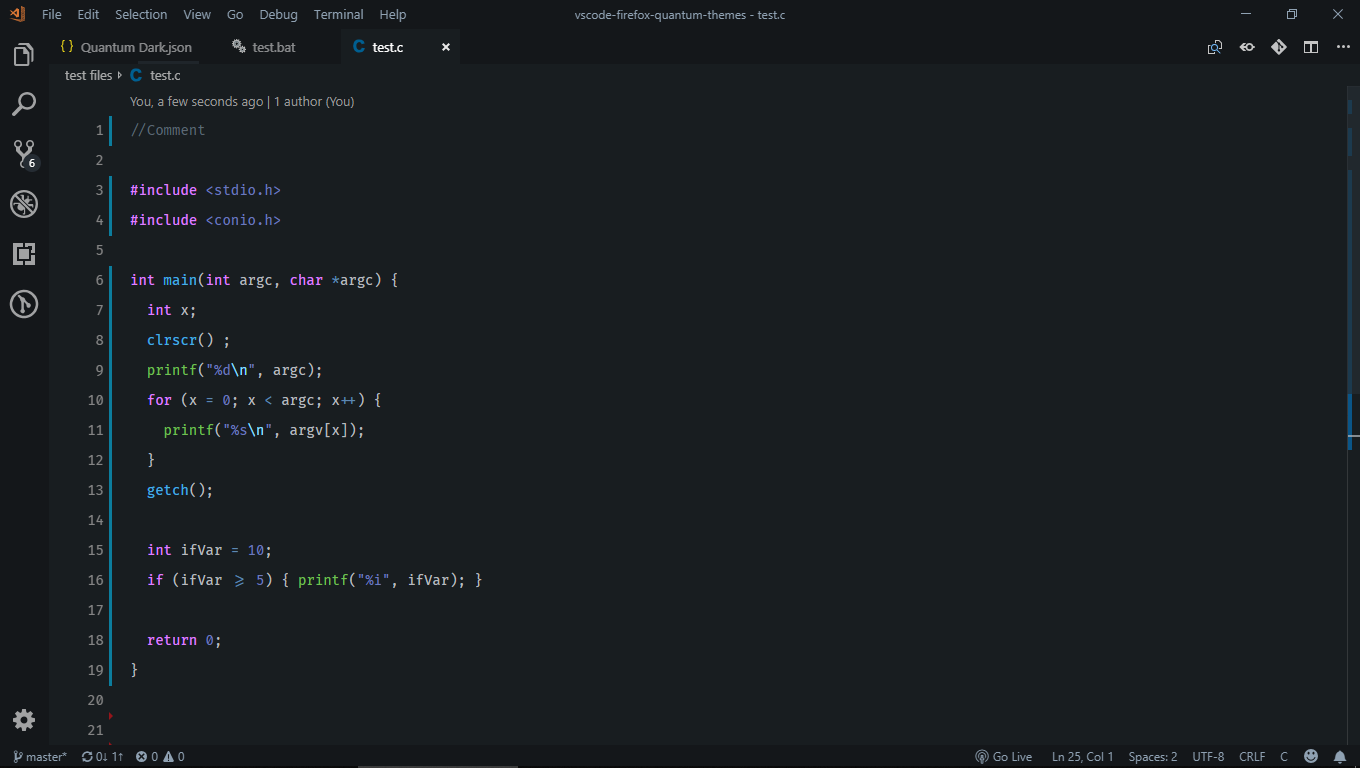 File Edit Selection View Go Debug Terminal Help vscode-firefox-quantum-themes - test.c
{ } Quantum Dark.json test.bat C test.c ×
test files C test.c
You, a few seconds ago | 1 author (You)
1 //Comment
2
3 #include <stdio.h>
4 #include <conio.h>
5
6 int main(int argc, char *argc) {
7 int x;
8 clrscr() ;
9 printf("%d\n", argc);
10 for (x = 0; x < argc; x++) {
11 printf("%s\n", argv[x]);
12 }
13 getch();
14
15 int ifVar = 10;
16 if (ifVar ⩾ 5) { printf("%i", ifVar); }
17
18 return 0;
19 }
20
21
6
master* 0↓ 1↑ 0 0 Go Live Ln 25, Col 1 Spaces: 2 UTF-8 CRLF C